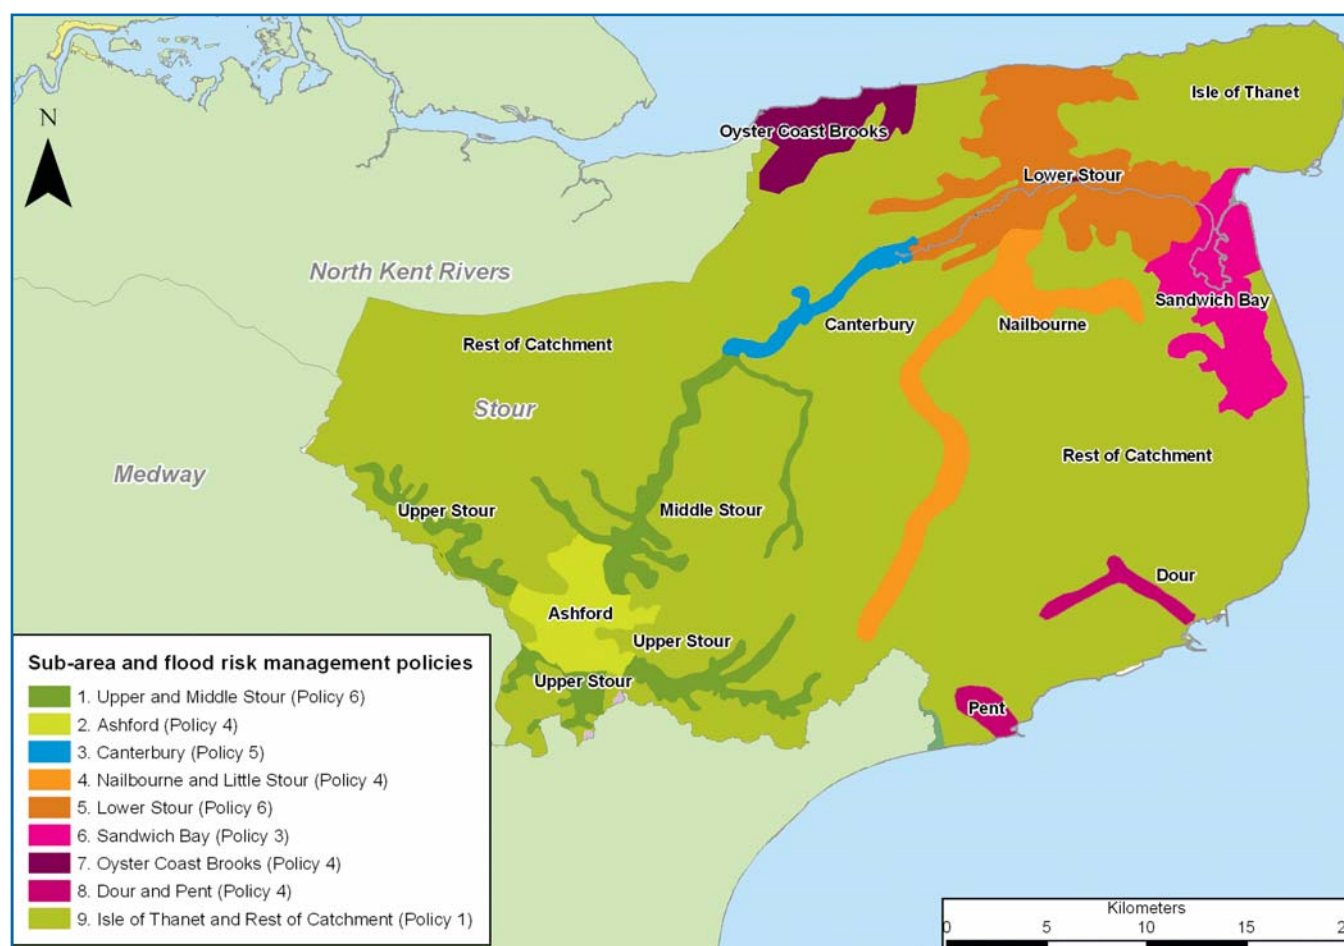 N
Isle of Thanet
Oyster Coast Brooks
Lower Stour
North Kent Rivers
Sandwich Bay
Canterbury
Nailbourne
Rest of Catchment
Stour
Rest of Catchment
Medway
Upper Stour
Middle Stour
Dour
Ashford
Upper Stour
Upper Stour
Pent
Sub-area and flood risk management policies
1. Upper and Middle Stour (Policy 6)
2. Ashford (Policy 4)
3. Canterbury (Policy 5)
4. Nailbourne and Little Stour (Policy 4)
5. Lower Stour (Policy 6)
6. Sandwich Bay (Policy 3)
7. Oyster Coast Brooks (Policy 4)
8. Dour and Pent (Policy 4)
9. Isle of Thanet and Rest of Catchment (Policy 1)
Kilometers
0 5 10 15